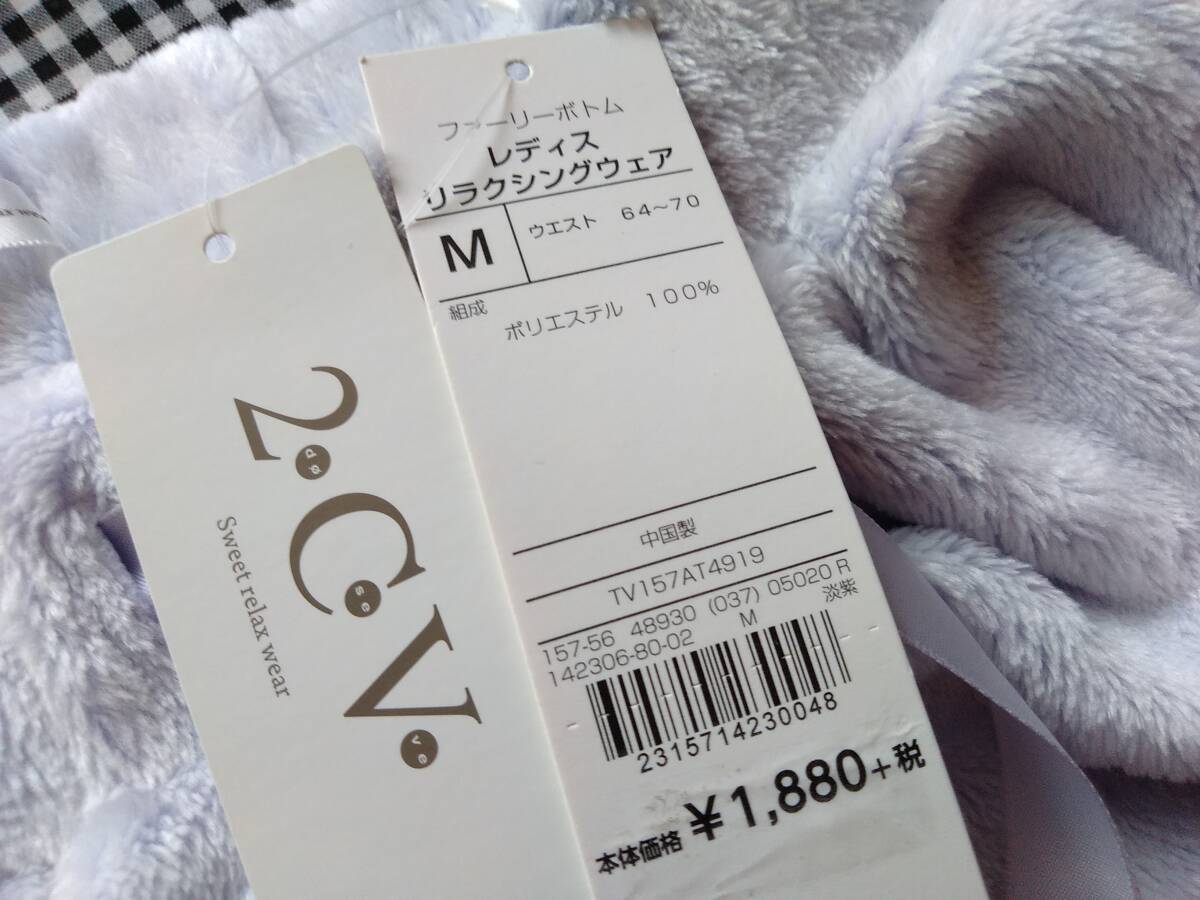 ファーリーボトム
レディス
リラクシングウェア
M
ウエスト 64~70
組成
ポリエステル 100%
中国製
TV157AT4919
157-56 48930 (037) 05020 R
142306-80-02 M 淡紫
2315714230048
本体価格 ¥1,880+税
2.C.V.
dø
se
ve
Sweet relax wear